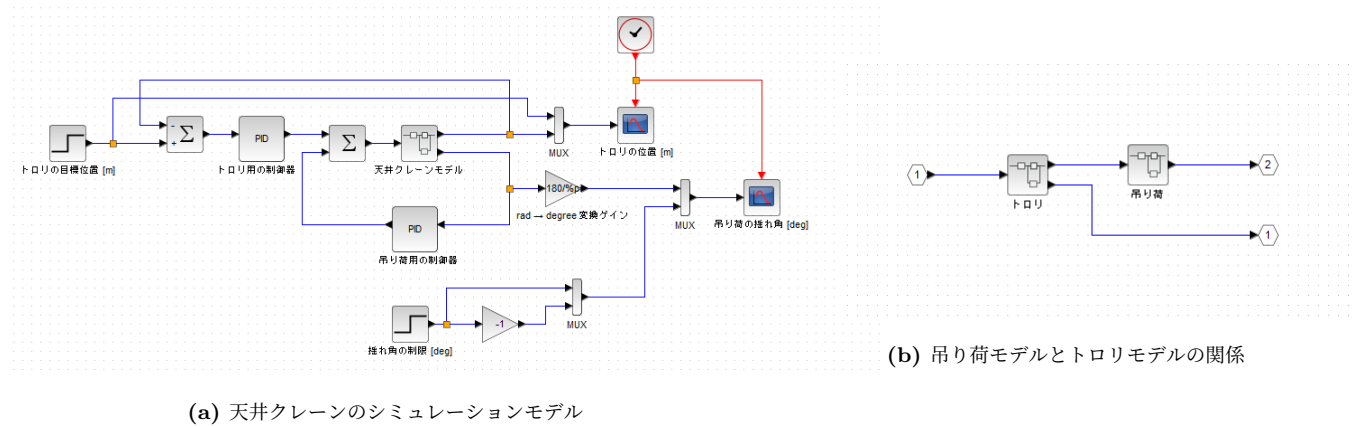 トロリの目標位置 [m]
-
+
Σ
PID
トロリ用の制御器
Σ
天井クレーンモデル
MUX
トロリの位置 [m]
180/%p
rad → degree 変換ゲイン
PID
吊り荷用の制御器
MUX
吊り荷の揺れ角 [deg]
揺れ角の制限 [deg]
-1
MUX
(a) 天井クレーンのシミュレーションモデル
1
トロリ
吊り荷
2
1
(b) 吊り荷モデルとトロリモデルの関係